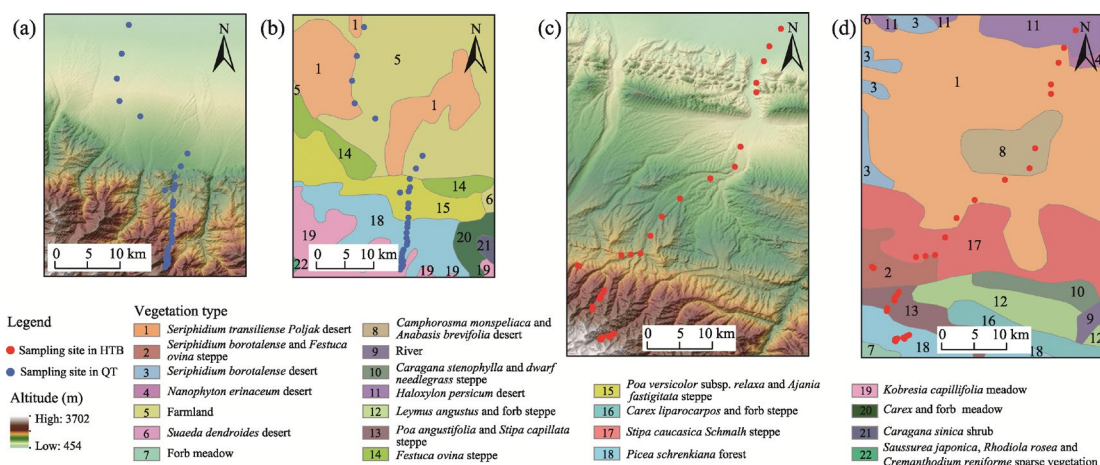 (a)
N
0 5 10 km
(b)
N
1
5
1
1
5
14
14
6
15
18
20
19
21
22
19
19
19
0 5 10 km
(c)
N
0 5 10 km
(d)
N
6
11
3
11
11
4
3
1
3
8
3
17
2
10
12
9
13
16
12
7
18
18
0 5 10 km
Legend
Sampling site in HTB
Sampling site in QT
Altitude (m)
High: 3702
Low: 454
Vegetation type
1 Seriphidium transiliense Poljak desert
2 Seriphidium borotalense and Festuca
ovina steppe
3 Seriphidium borotalense desert
4 Nanophyton erinaceum desert
5 Farmland
6 Suaeda dendroides desert
7 Forb meadow
8 Camphorosma monspeliaca and
Anabasis brevifolia desert
9 River
10 Caragana stenophylla and dwarf
needlegrass steppe
11 Haloxylon persicum desert
12 Leymus angustus and forb steppe
13 Poa angustifolia and Stipa capillata
steppe
14 Festuca ovina steppe
15 Poa versicolor subsp. relaxa and Ajania
fastigitata steppe
16 Carex liparocarpos and forb steppe
17 Stipa caucasica Schmalh steppe
18 Picea schrenkiana forest
19 Kobresia capillifolia meadow
20 Carex and forb meadow
21 Caragana sinica shrub
22 Saussurea japonica, Rhodiola rosea and
Cremanthodium reniforme sparse vegetation